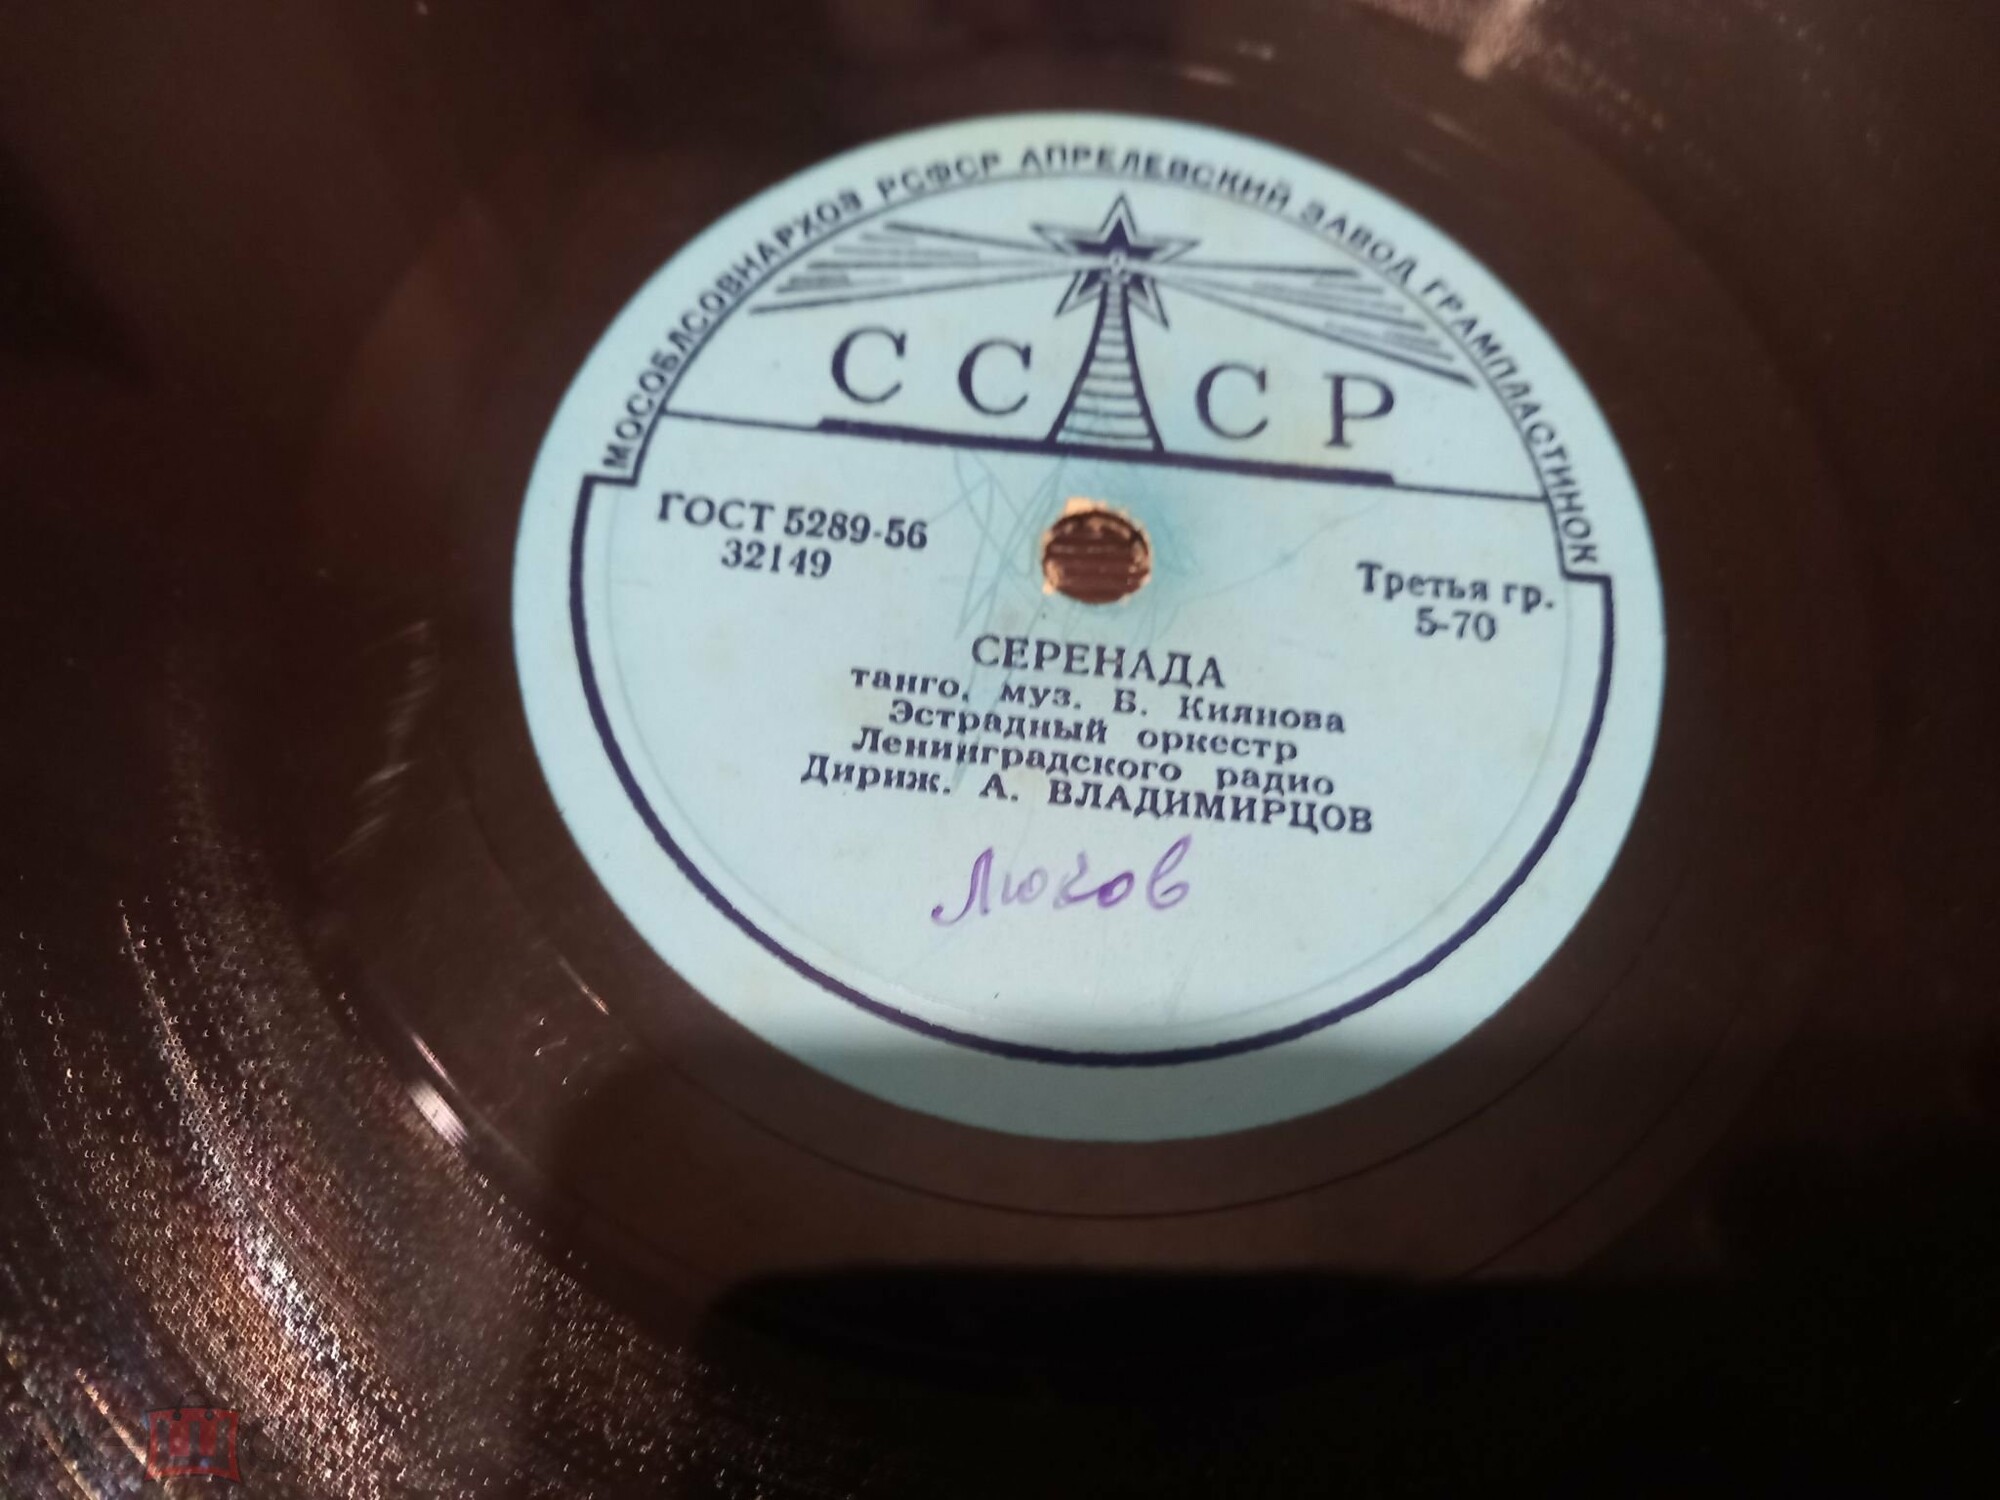 МОСОБЛСОВНАРХОЗ РСФСР АПРЕЛЕВСКИЙ ЗАВОД ГРАМПЛАСТИНОК
СССР
ГОСТ 5289-56
32149
Третья гр.
5-70
СЕРЕНАДА
танго, муз. Б. Киянова
Эстрадный оркестр
Ленинградского радио
Дириж. А. ВЛАДИМИРЦОВ